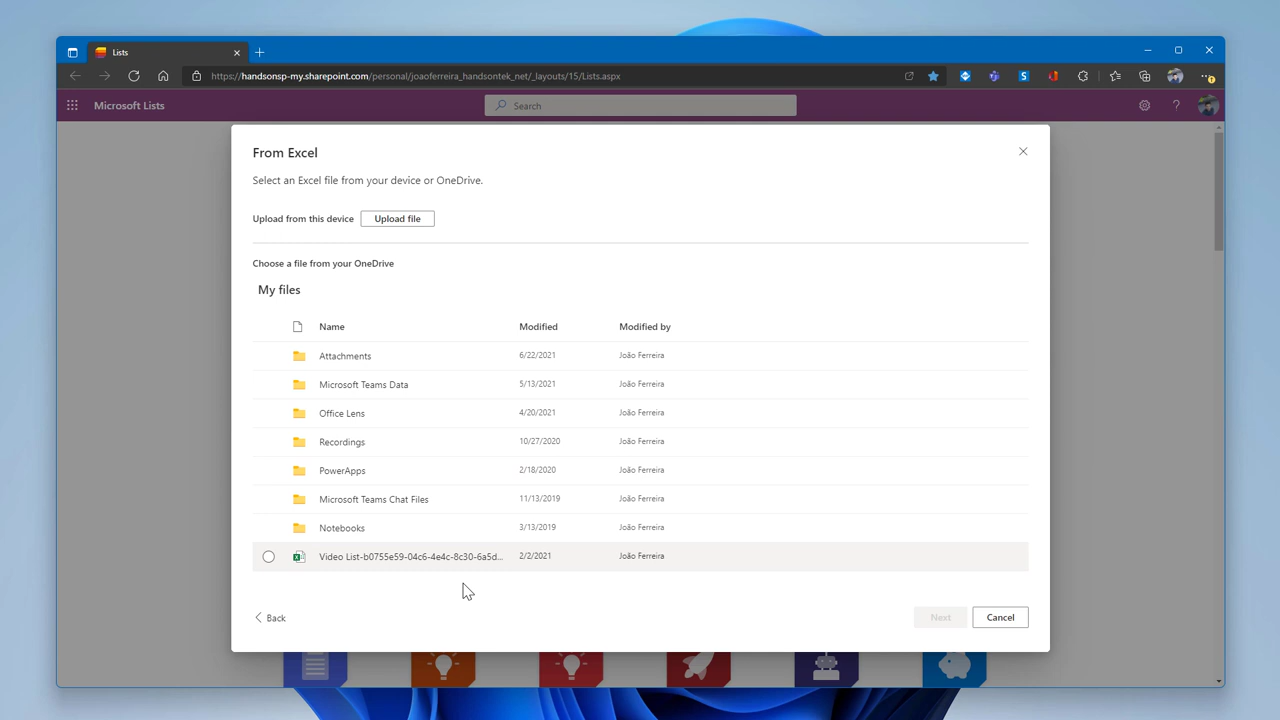 Lists
https://handsonsp-my.sharepoint.com/personal/joaoferreira_handsontek_net/_layouts/15/Lists.aspx
Microsoft Lists
Search
From Excel
Select an Excel file from your device or OneDrive.
Upload from this device Upload file
Choose a file from your OneDrive
My files
Name Modified Modified by
Attachments 6/22/2021 João Ferreira
Microsoft Teams Data 5/13/2021 João Ferreira
Office Lens 4/20/2021 João Ferreira
Recordings 10/27/2020 João Ferreira
PowerApps 2/18/2020 João Ferreira
Microsoft Teams Chat Files 11/13/2019 João Ferreira
Notebooks 3/13/2019 João Ferreira
Video List-b0755e59-04c6-4e4c-8c30-6a5d... 2/2/2021 João Ferreira
Back Next Cancel